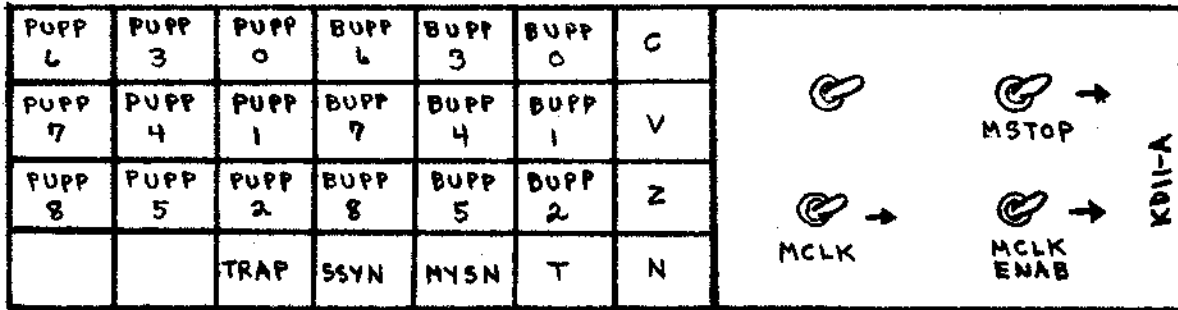 PUPP PUPP PUPP BUPP BUPP BUPP C
6 3 0 6 3 0
PUPP PUPP PUPP BUPP BUPP BUPP V
7 4 1 7 4 1
MSTOP
PUPP PUPP PUPP BUPP BUPP BUPP Z
8 5 2 8 5 2
TRAP SSYN MYSN T N
MCLK
MCLK
ENAB
KD11-A